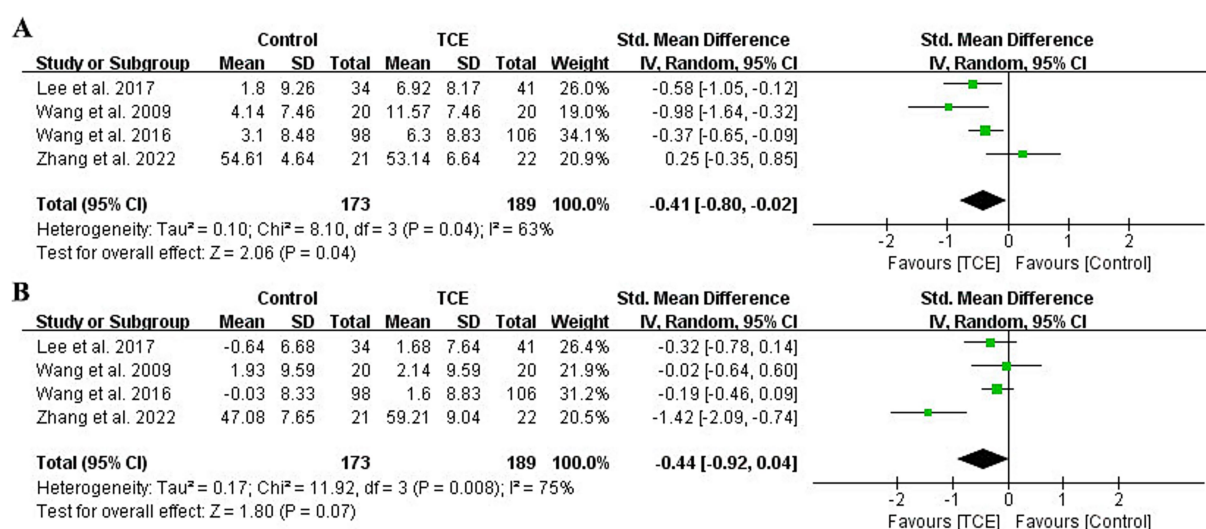 A
Control TCE Std. Mean Difference Std. Mean Difference
Study or Subgroup Mean SD Total Mean SD Total Weight IV, Random, 95% CI IV, Random, 95% CI
Lee et al. 2017 1.8 9.26 34 6.92 8.17 41 26.0% -0.58 [-1.05, -0.12]
Wang et al. 2009 4.14 7.46 20 11.57 7.46 20 19.0% -0.98 [-1.64, -0.32]
Wang et al. 2016 3.1 8.48 98 6.3 8.83 106 34.1% -0.37 [-0.65, -0.09]
Zhang et al. 2022 54.61 4.64 21 53.14 6.64 22 20.9% 0.25 [-0.35, 0.85]
Total (95% CI) 173 189 100.0% -0.41 [-0.80, -0.02]
Heterogeneity: Tau² = 0.10; Chi² = 8.10, df = 3 (P = 0.04); I² = 63%
Test for overall effect: Z = 2.06 (P = 0.04)
-2 -1 0 1 2
Favours [TCE] Favours [Control]
B
Control TCE Std. Mean Difference Std. Mean Difference
Study or Subgroup Mean SD Total Mean SD Total Weight IV, Random, 95% CI IV, Random, 95% CI
Lee et al. 2017 -0.64 6.68 34 1.68 7.64 41 26.4% -0.32 [-0.78, 0.14]
Wang et al. 2009 1.93 9.59 20 2.14 9.59 20 21.9% -0.02 [-0.64, 0.60]
Wang et al. 2016 -0.03 8.33 98 1.6 8.83 106 31.2% -0.19 [-0.46, 0.09]
Zhang et al. 2022 47.08 7.65 21 59.21 9.04 22 20.5% -1.42 [-2.09, -0.74]
Total (95% CI) 173 189 100.0% -0.44 [-0.92, 0.04]
Heterogeneity: Tau² = 0.17; Chi² = 11.92, df = 3 (P = 0.008); I² = 75%
Test for overall effect: Z = 1.80 (P = 0.07)
-2 -1 0 1 2
Favours [TCE] Favours [Control]